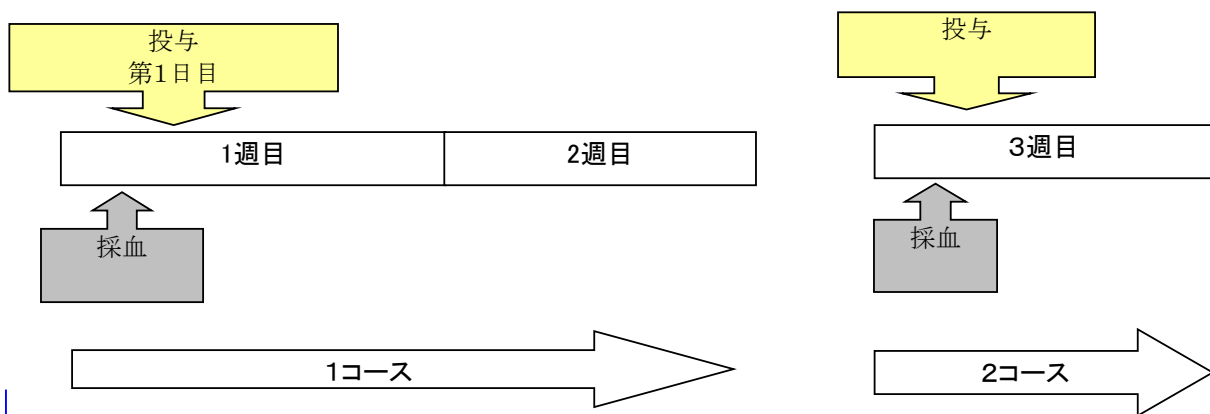 投与
第1日目
投与
1週目
2週目
3週目
採血
採血
1コース
2コース